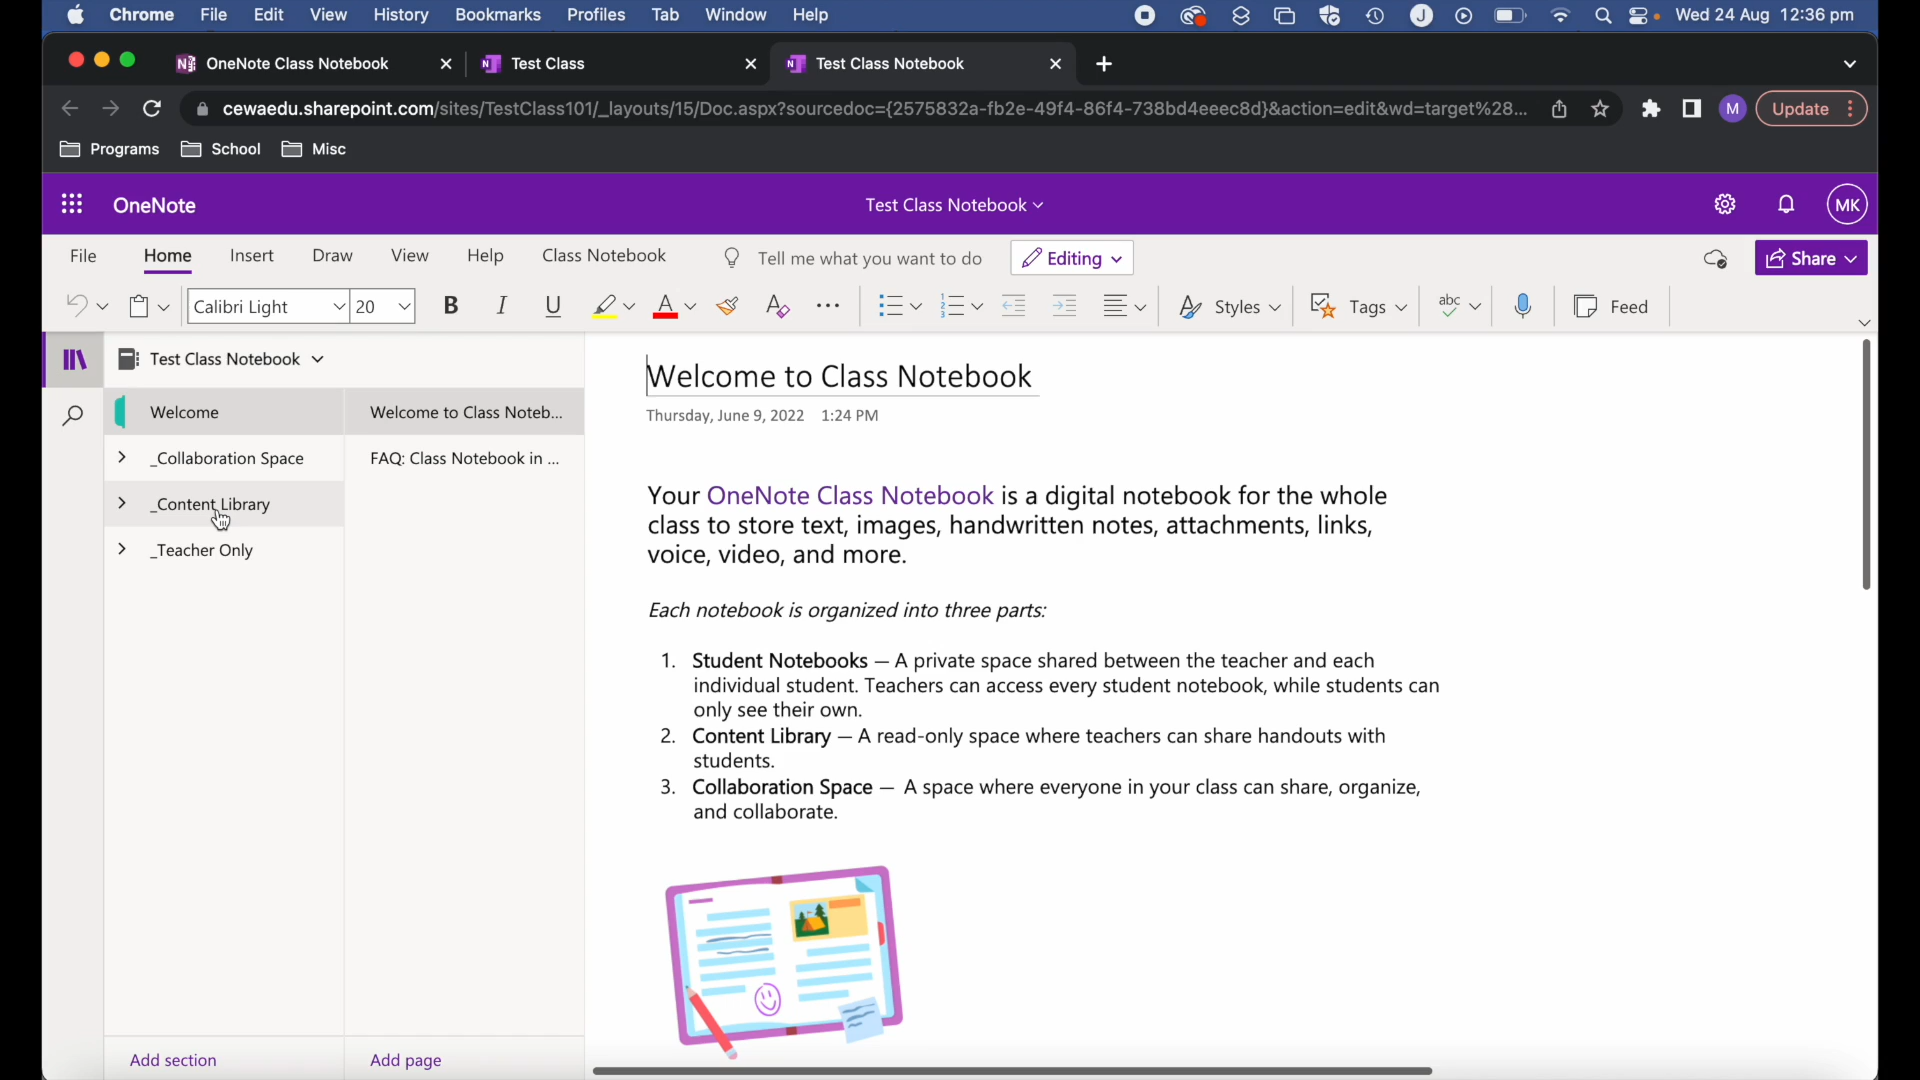 Chrome File Edit View History Bookmarks Profiles Tab Window Help J Wed 24 Aug 12:36 pm
OneNote Class Notebook Test Class Test Class Notebook
cewaedu.sharepoint.com/sites/TestClass101/_layouts/15/Doc.aspx?sourcedoc={2575832a-fb2e-49f4-86f4-738bd4eeec8d}&action=edit&wd=target%28... M Update
Programs School Misc
OneNote Test Class Notebook MK
File Home Insert Draw View Help Class Notebook Tell me what you want to do Editing Share
Calibri Light 20 B I U A A Styles Tags abc Feed
Test Class Notebook
Welcome
_Collaboration Space
_Content Library
_Teacher Only
Add section
Welcome to Class Noteb...
FAQ: Class Notebook in ...
Add page
Welcome to Class Notebook
Thursday, June 9, 2022 1:24 PM
Your OneNote Class Notebook is a digital notebook for the whole
class to store text, images, handwritten notes, attachments, links,
voice, video, and more.
Each notebook is organized into three parts:
1. Student Notebooks — A private space shared between the teacher and each
individual student. Teachers can access every student notebook, while students can
only see their own.
2. Content Library — A read-only space where teachers can share handouts with
students.
3. Collaboration Space — A space where everyone in your class can share, organize,
and collaborate.